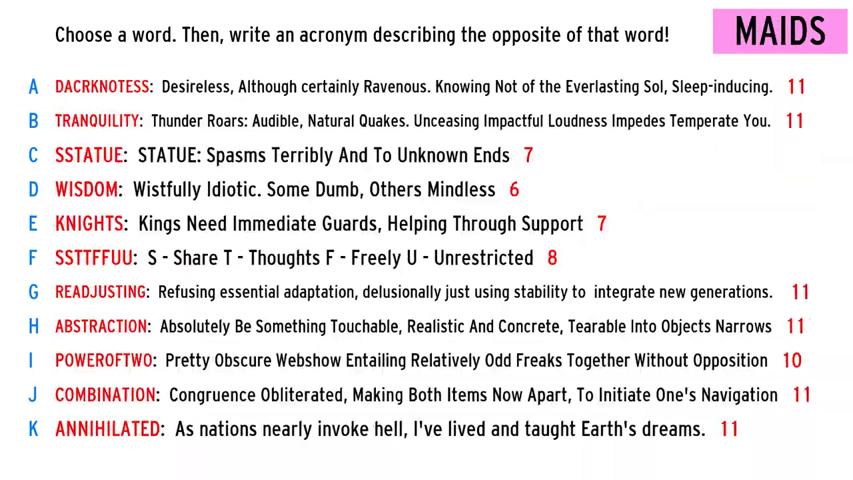 Choose a word. Then, write an acronym describing the opposite of that word!
MAIDS
A DACRKNOTESS: Desireless, Although certainly Ravenous. Knowing Not of the Everlasting Sol, Sleep-inducing. 11
B TRANQUILITY: Thunder Roars: Audible, Natural Quakes. Unceasing Impactful Loudness Impedes Temperate You. 11
C SSTATUE: STATUE: Spasms Terribly And To Unknown Ends 7
D WISDOM: Wistfully Idiotic. Some Dumb, Others Mindless 6
E KNIGHTS: Kings Need Immediate Guards, Helping Through Support 7
F SSTTFFUU: S - Share T - Thoughts F - Freely U - Unrestricted 8
G READJUSTING: Refusing essential adaptation, delusionally just using stability to integrate new generations. 11
H ABSTRACTION: Absolutely Be Something Touchable, Realistic And Concrete, Tearable Into Objects Narrows 11
I POWEROFTWO: Pretty Obscure Webshow Entailing Relatively Odd Freaks Together Without Opposition 10
J COMBINATION: Congruence Obliterated, Making Both Items Now Apart, To Initiate One's Navigation 11
K ANNIHILATED: As nations nearly invoke hell, I've lived and taught Earth's dreams. 11